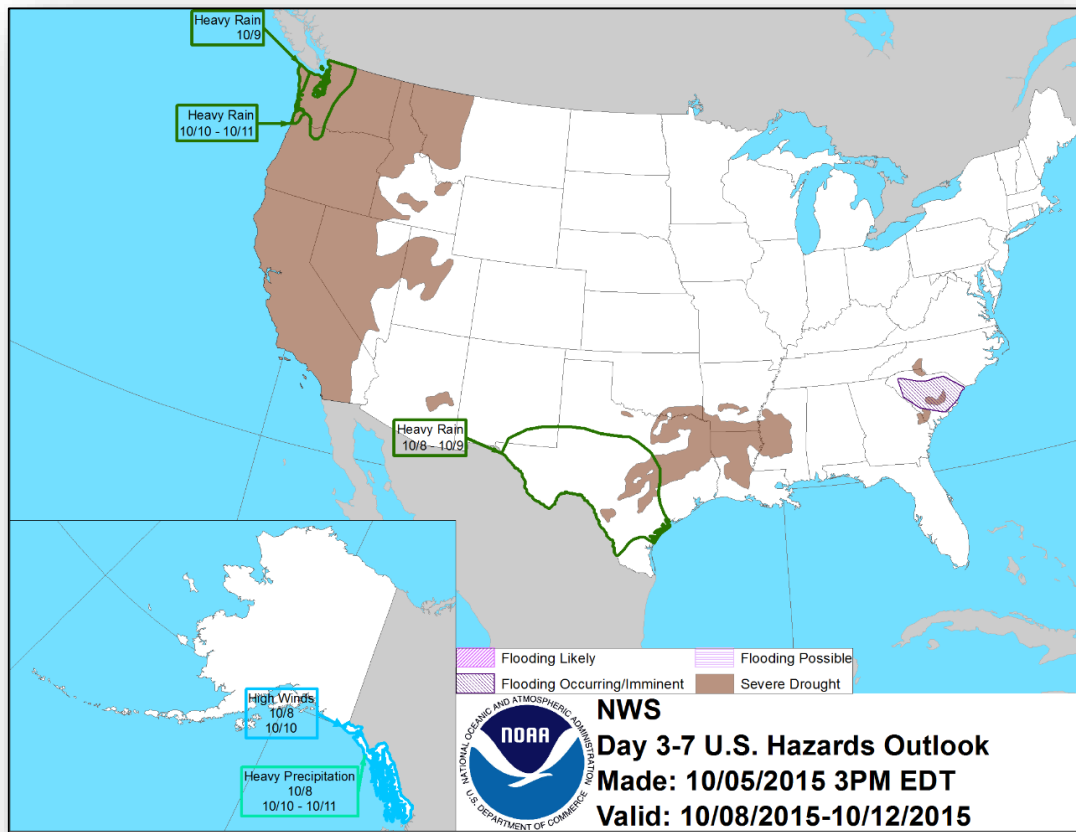 Heavy Rain
10/9
Heavy Rain
10/10 - 10/11
Heavy Rain
10/8 - 10/9
High Winds
10/8
10/10
Heavy Precipitation
10/8
10/10 - 10/11
Flooding Likely
Flooding Possible
Flooding Occurring/Imminent
Severe Drought
NATIONAL OCEANIC AND ATMOSPHERIC ADMINISTRATION
NOAA
U.S. DEPARTMENT OF COMMERCE
NWS
Day 3-7 U.S. Hazards Outlook
Made: 10/05/2015 3PM EDT
Valid: 10/08/2015-10/12/2015